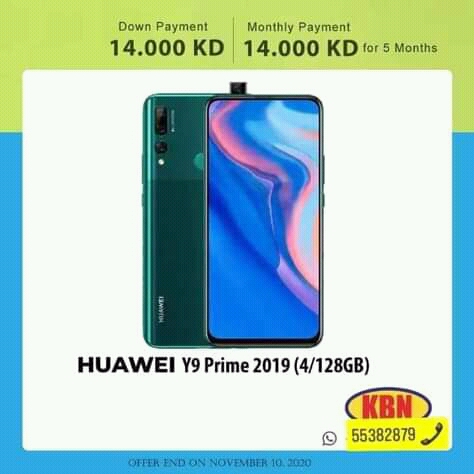 Down Payment
14.000 KD
Monthly Payment
14.000 KD for 5 Months
HUAWEI
HUAWEI Y9 Prime 2019 (4/128GB)
KBN
55382879
OFFER END ON NOVEMBER 10, 2020